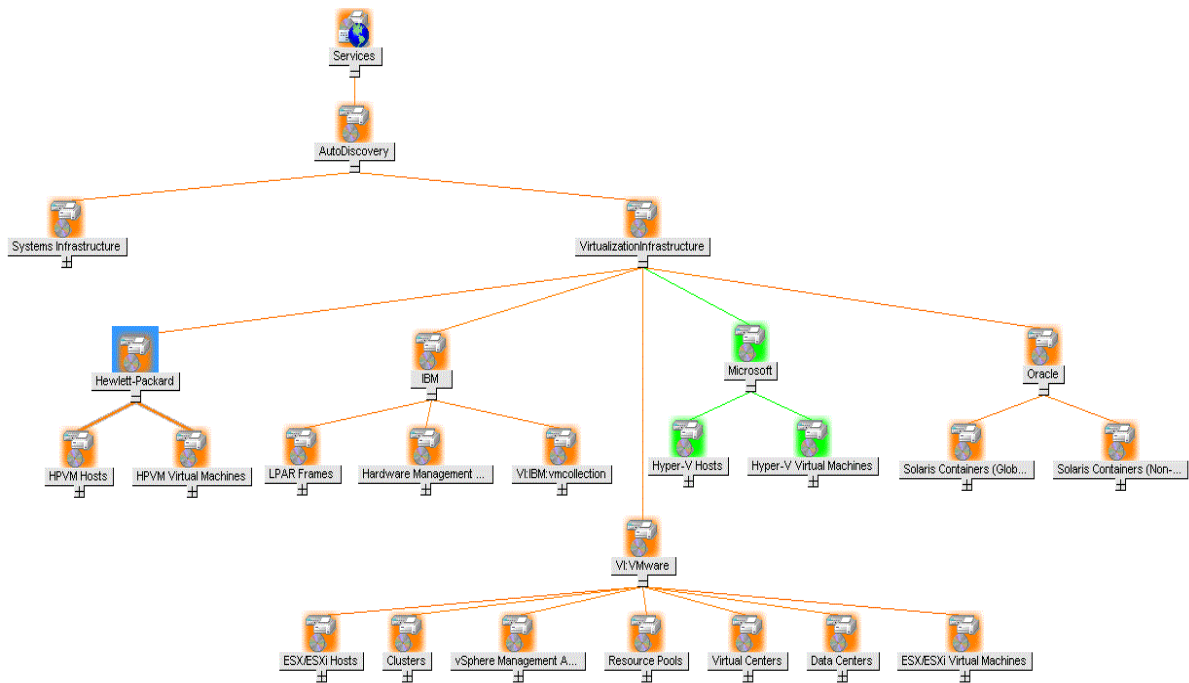 Services
AutoDiscovery
Systems Infrastructure
VirtualizationInfrastructure
Hewlett-Packard
IBM
Microsoft
Oracle
HPVM Hosts
HPVM Virtual Machines
LPAR Frames
Hardware Management ...
VI:IBM:vmcollection
Hyper-V Hosts
Hyper-V Virtual Machines
Solaris Containers (Glob...
Solaris Containers (Non-...
VI:VMware
ESX/ESXi Hosts
Clusters
vSphere Management A...
Resource Pools
Virtual Centers
Data Centers
ESX/ESXi Virtual Machines